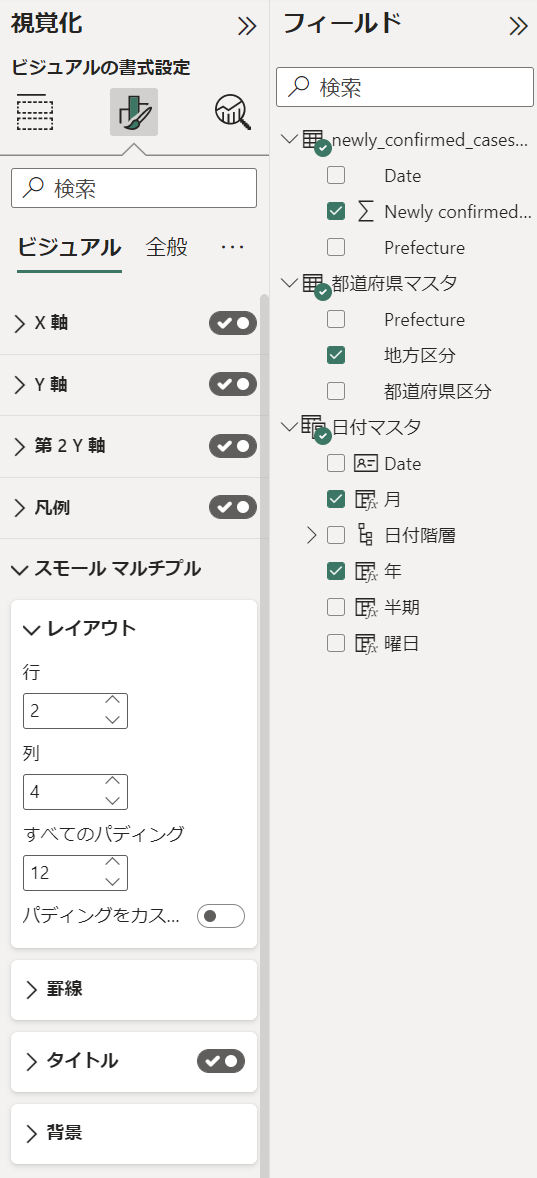 視覚化
ビジュアルの書式設定
検索
ビジュアル 全般 ...
X 軸
Y 軸
第 2 Y 軸
凡例
スモール マルチプル
レイアウト
行
2
列
4
すべてのパディング
12
パディングをカス...
罫線
タイトル
背景
フィールド
検索
newly_confirmed_cases...
Date
Newly confirmed...
Prefecture
都道府県マスタ
Prefecture
地方区分
都道府県区分
日付マスタ
Date
月
日付階層
年
半期
曜日